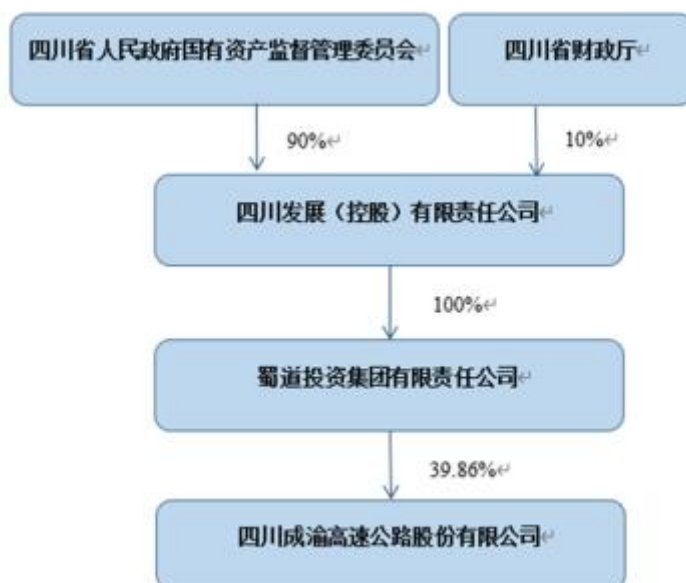 四川省人民政府国有资产监督管理委员会↵
四川省财政厅↵
90%↵
10%↵
四川发展（控股）有限责任公司↵
100%↵
蜀道投资集团有限责任公司↵
39.86%↵
四川成渝高速公路股份有限公司↵